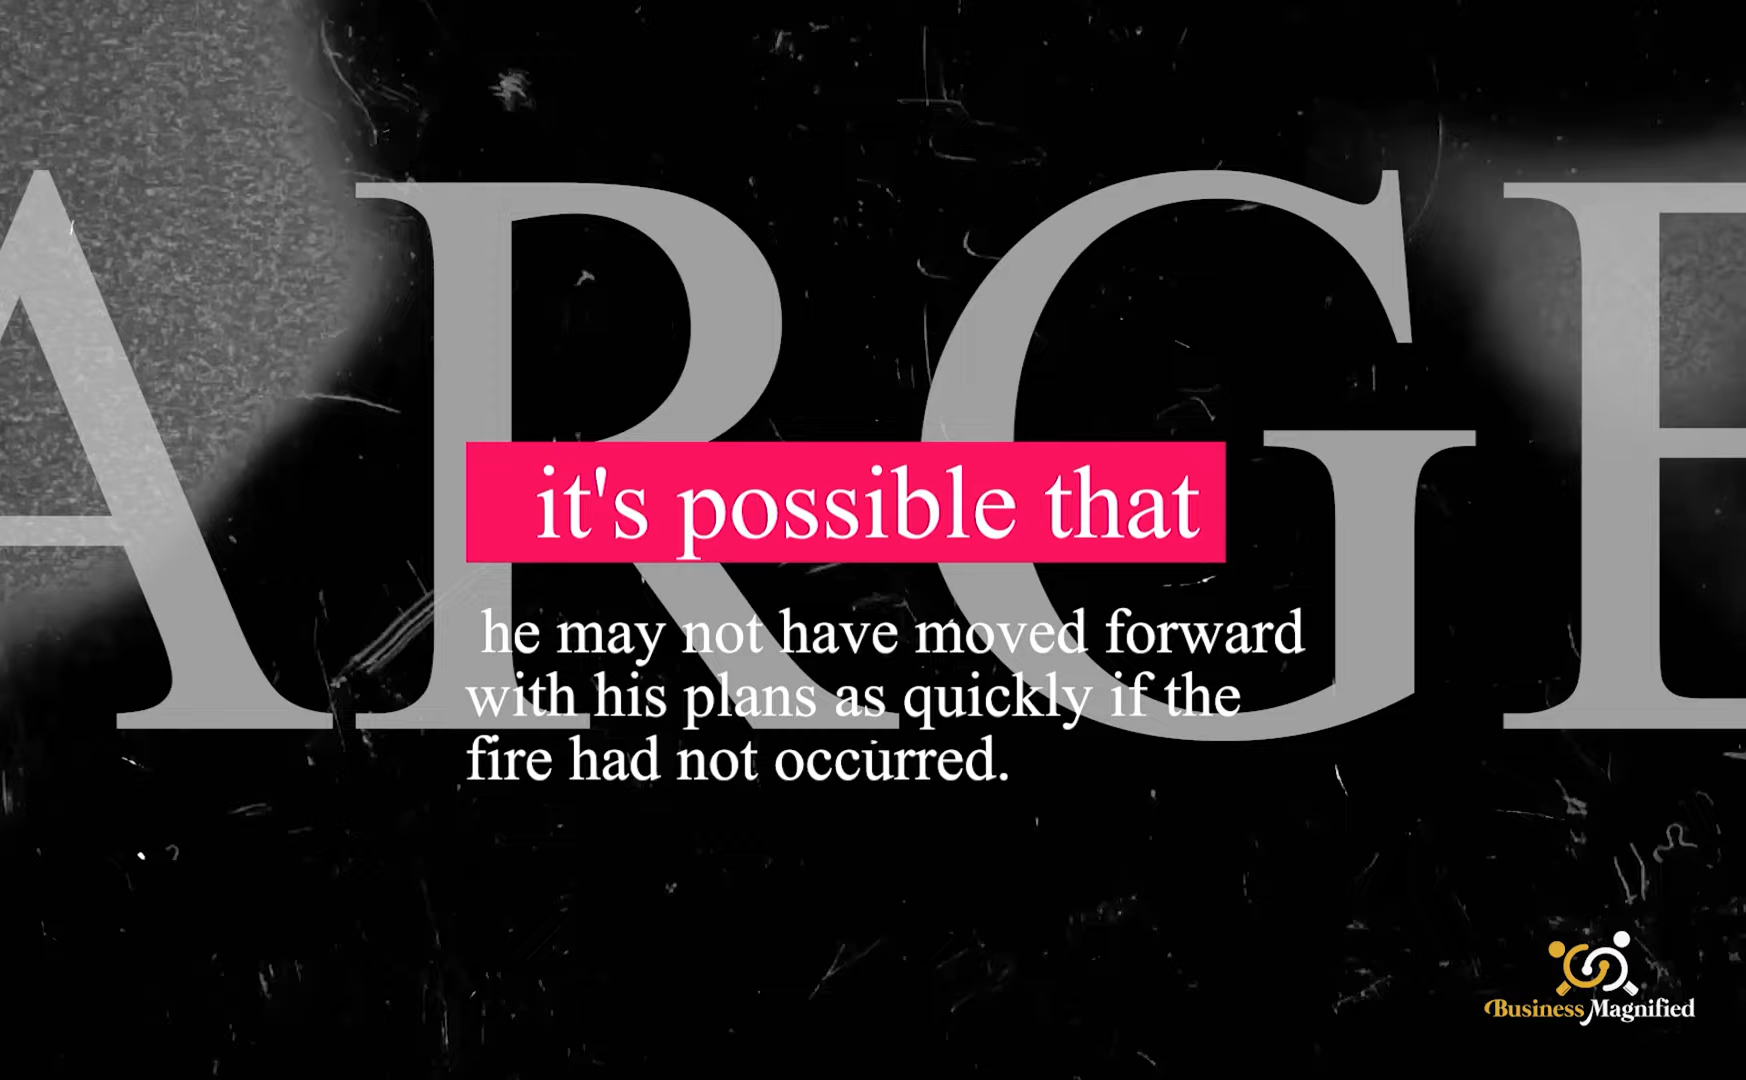 ARGE
it's possible that
he may not have moved forward
with his plans as quickly if the
fire had not occurred.
Business Magnified